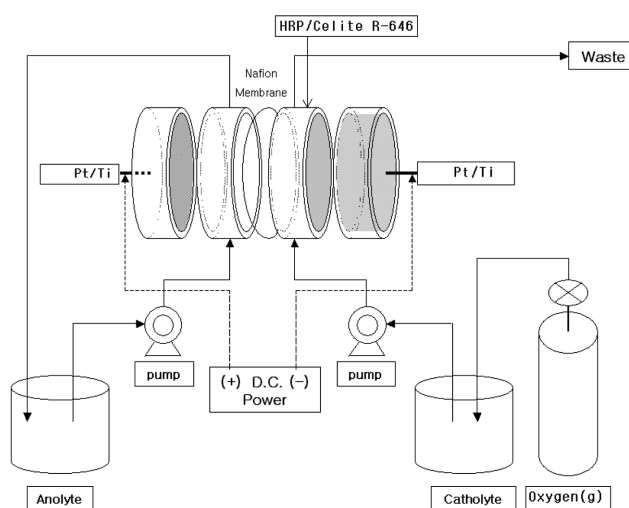 HRP/Celite R-646
Waste
Nafion
Membrane
Pt/Ti
Pt/Ti
pump
(+) D.C. (-)
Power
pump
Anolyte
Catholyte
Oxygen(g)